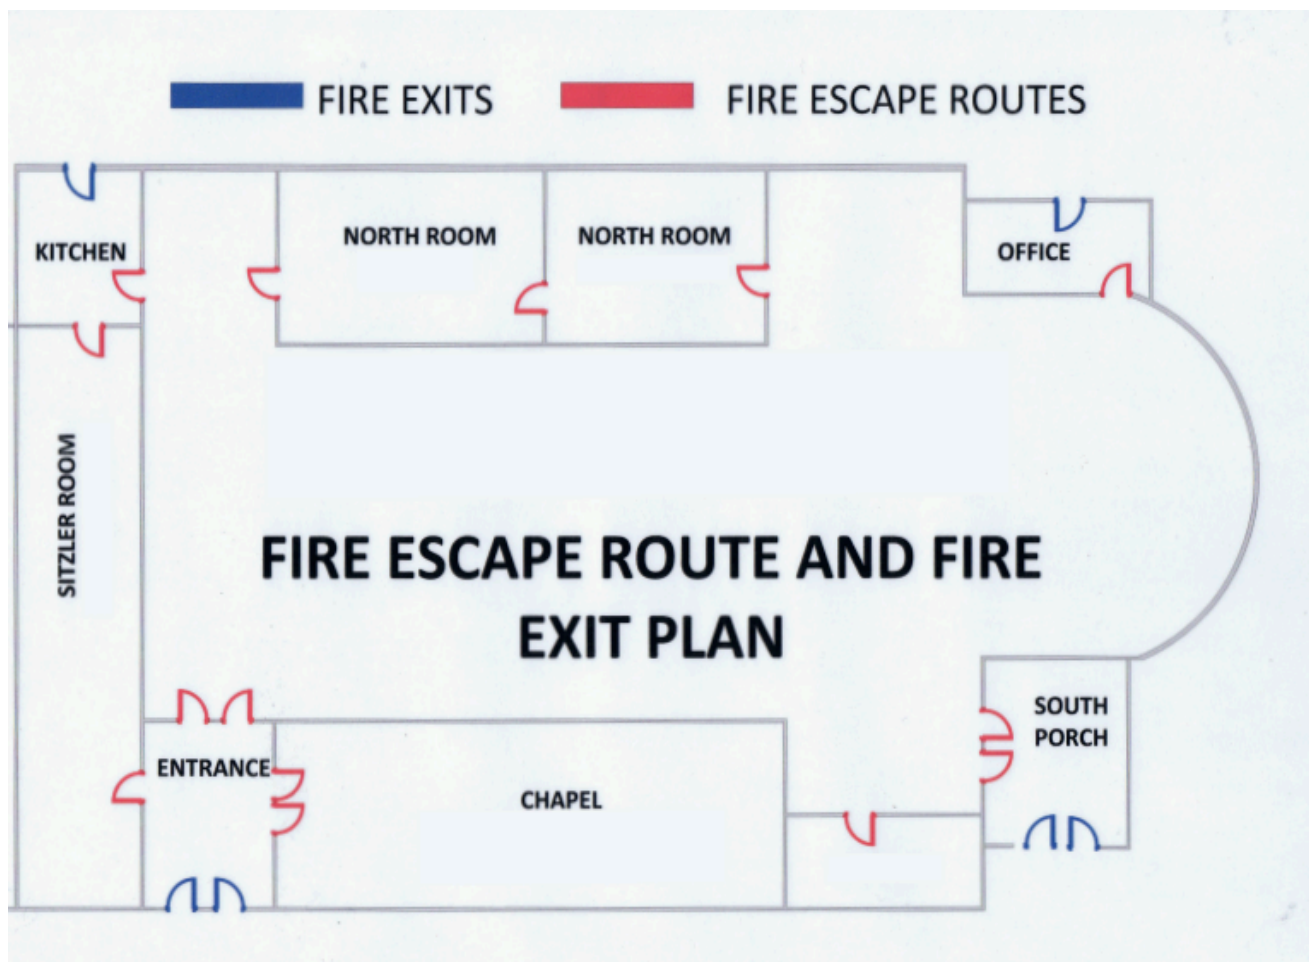 FIRE EXITS
FIRE ESCAPE ROUTES
NORTH ROOM
NORTH ROOM
KITCHEN
OFFICE
SITZLER ROOM
FIRE ESCAPE ROUTE AND FIRE
EXIT PLAN
SOUTH
PORCH
ENTRANCE
CHAPEL